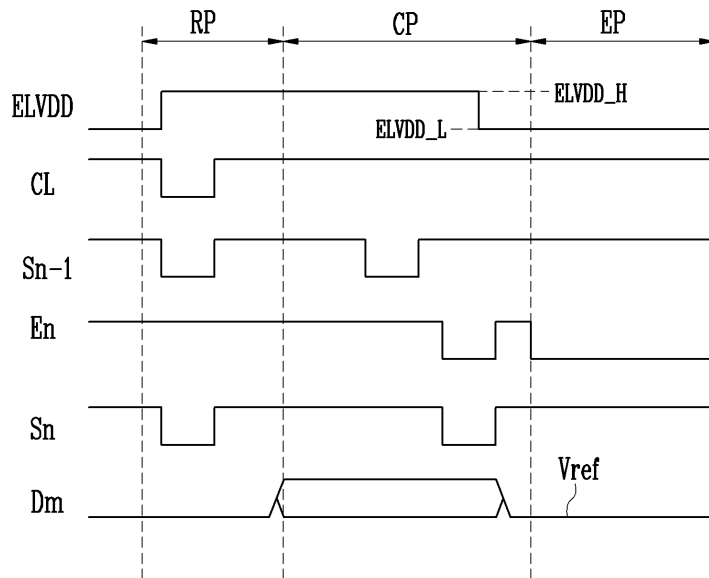 RP CP EP
ELVDD
ELVDD_H
ELVDD_L
CL
Sn-1
En
Sn
Dm
Vref